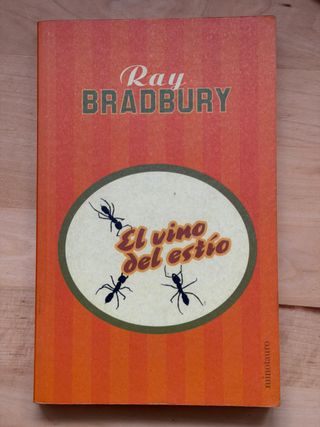 Ray
BRADBURY
El vino
del estío
minotauro